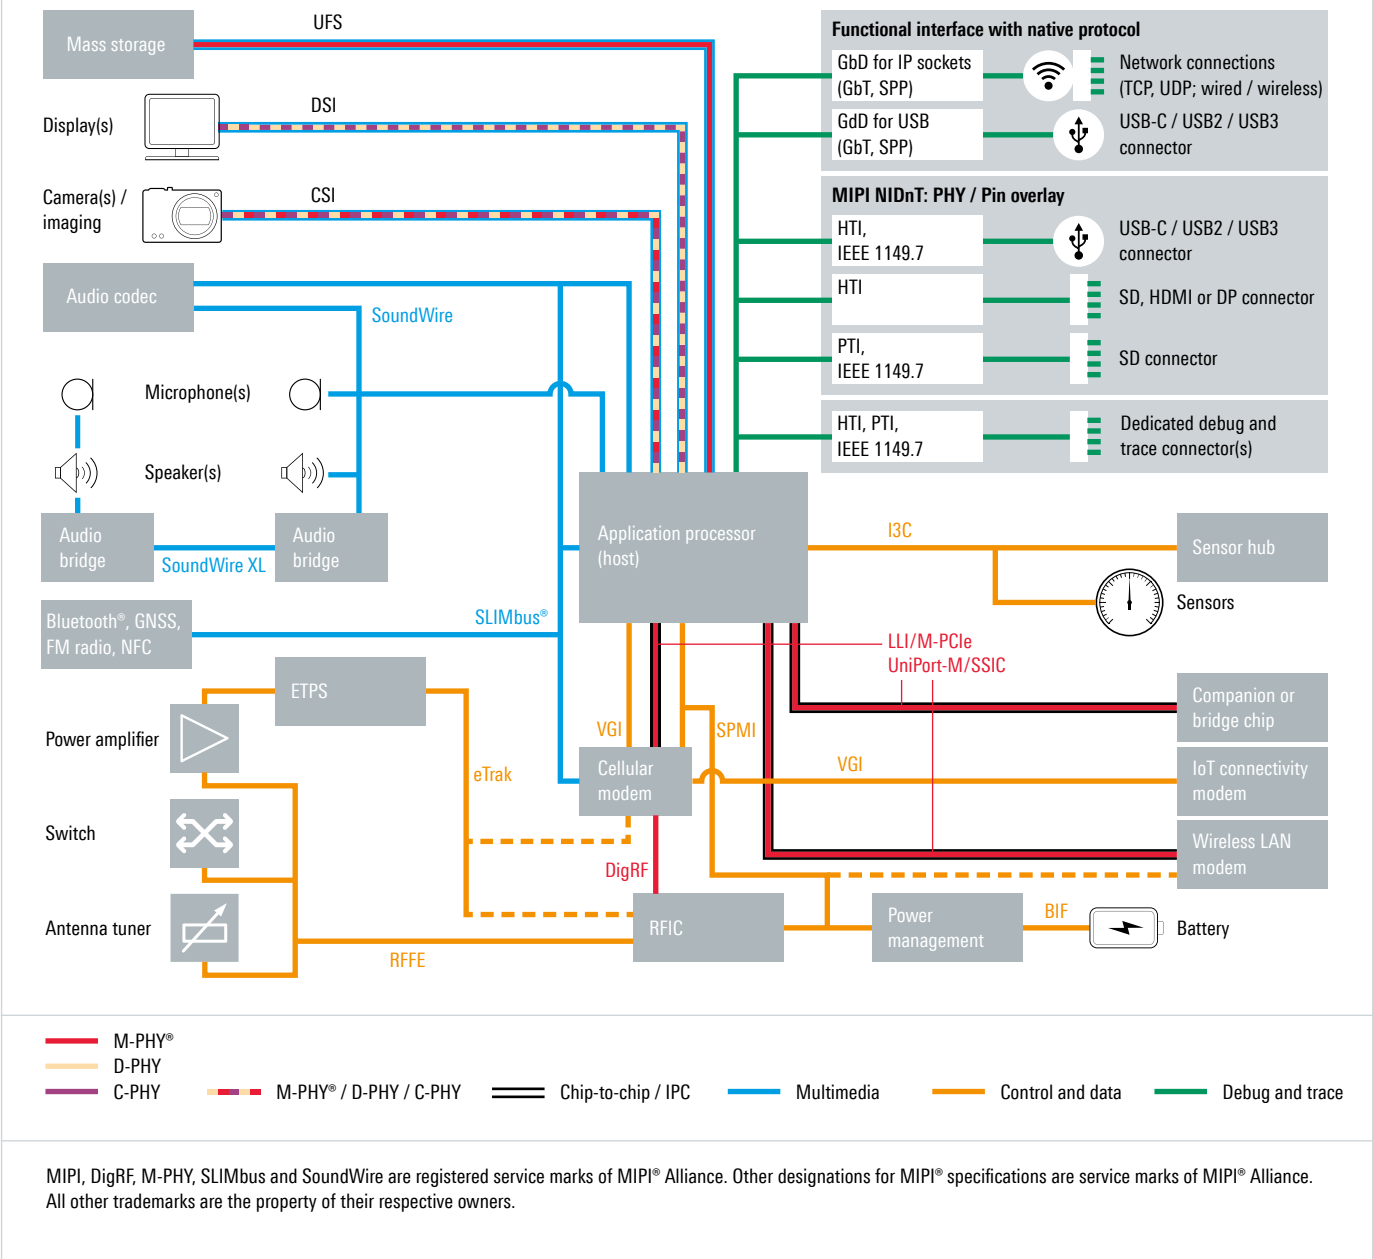 UFS
Mass storage
DSI
Display(s)
Camera(s) /
imaging
CSI
Audio codec
SoundWire
Microphone(s)
Speaker(s)
Audio
bridge
SoundWire XL
Audio
bridge
Bluetooth®, GNSS,
FM radio, NFC
SLIMbus®
ETPS
Power amplifier
eTrak
Switch
Antenna tuner
RFFE
Functional interface with native protocol
GbD for IP sockets
(GbT, SPP)
Network connections
(TCP, UDP; wired / wireless)
GdD for USB
(GbT, SPP)
USB-C / USB2 / USB3
connector
MIPI NIDnT: PHY / Pin overlay
HTI,
IEEE 1149.7
USB-C / USB2 / USB3
connector
HTI
SD, HDMI or DP connector
PTI,
IEEE 1149.7
SD connector
HTI, PTI,
IEEE 1149.7
Dedicated debug and
trace connector(s)
Application processor
(host)
I3C
Sensor hub
Sensors
LLI/M-PCIe
UniPort-M/SSIC
Companion or
bridge chip
VGI
SPMI
Cellular
modem
VGI
IoT connectivity
modem
Wireless LAN
modem
DigRF
RFIC
Power
management
BIF
Battery
M-PHY®
D-PHY
C-PHY
M-PHY® / D-PHY / C-PHY
Chip-to-chip / IPC
Multimedia
Control and data
Debug and trace
MIPI, DigRF, M-PHY, SLIMbus and SoundWire are registered service marks of MIPI® Alliance. Other designations for MIPI® specifications are service marks of MIPI® Alliance.
All other trademarks are the property of their respective owners.